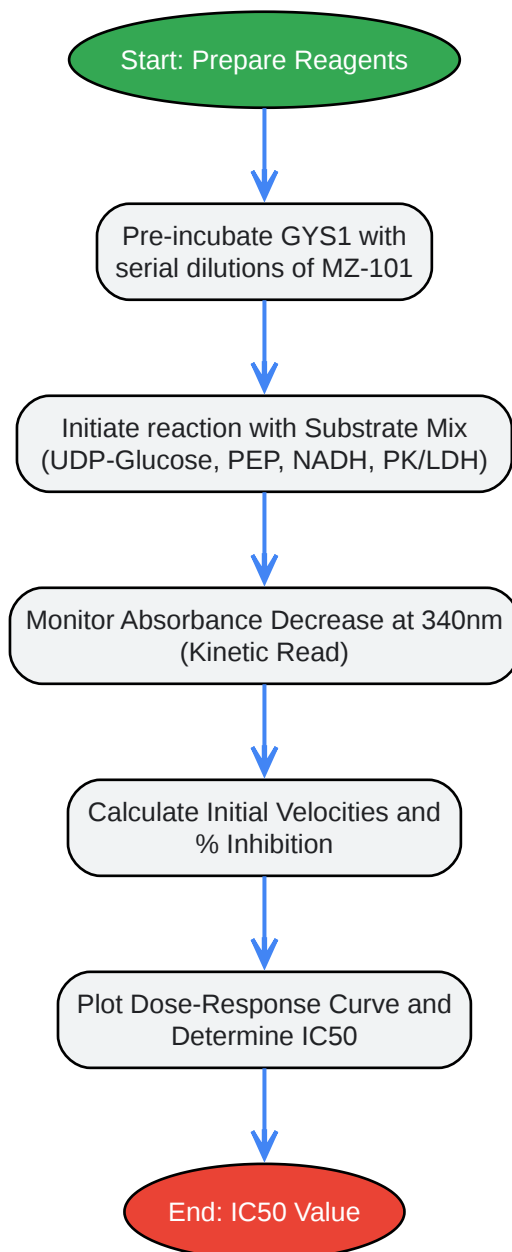 Start: Prepare Reagents
Pre-incubate GYS1 with
serial dilutions of MZ-101
Initiate reaction with Substrate Mix
(UDP-Glucose, PEP, NADH, PK/LDH)
Monitor Absorbance Decrease at 340nm
(Kinetic Read)
Calculate Initial Velocities and
% Inhibition
Plot Dose-Response Curve and
Determine IC50
End: IC50 Value